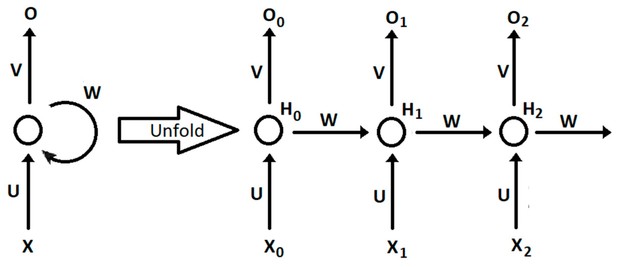 O O₀ O₁ O₂
V V V V
W H₀ H₁ H₂
Unfold W W W
U U U U
X X₀ X₁ X₂